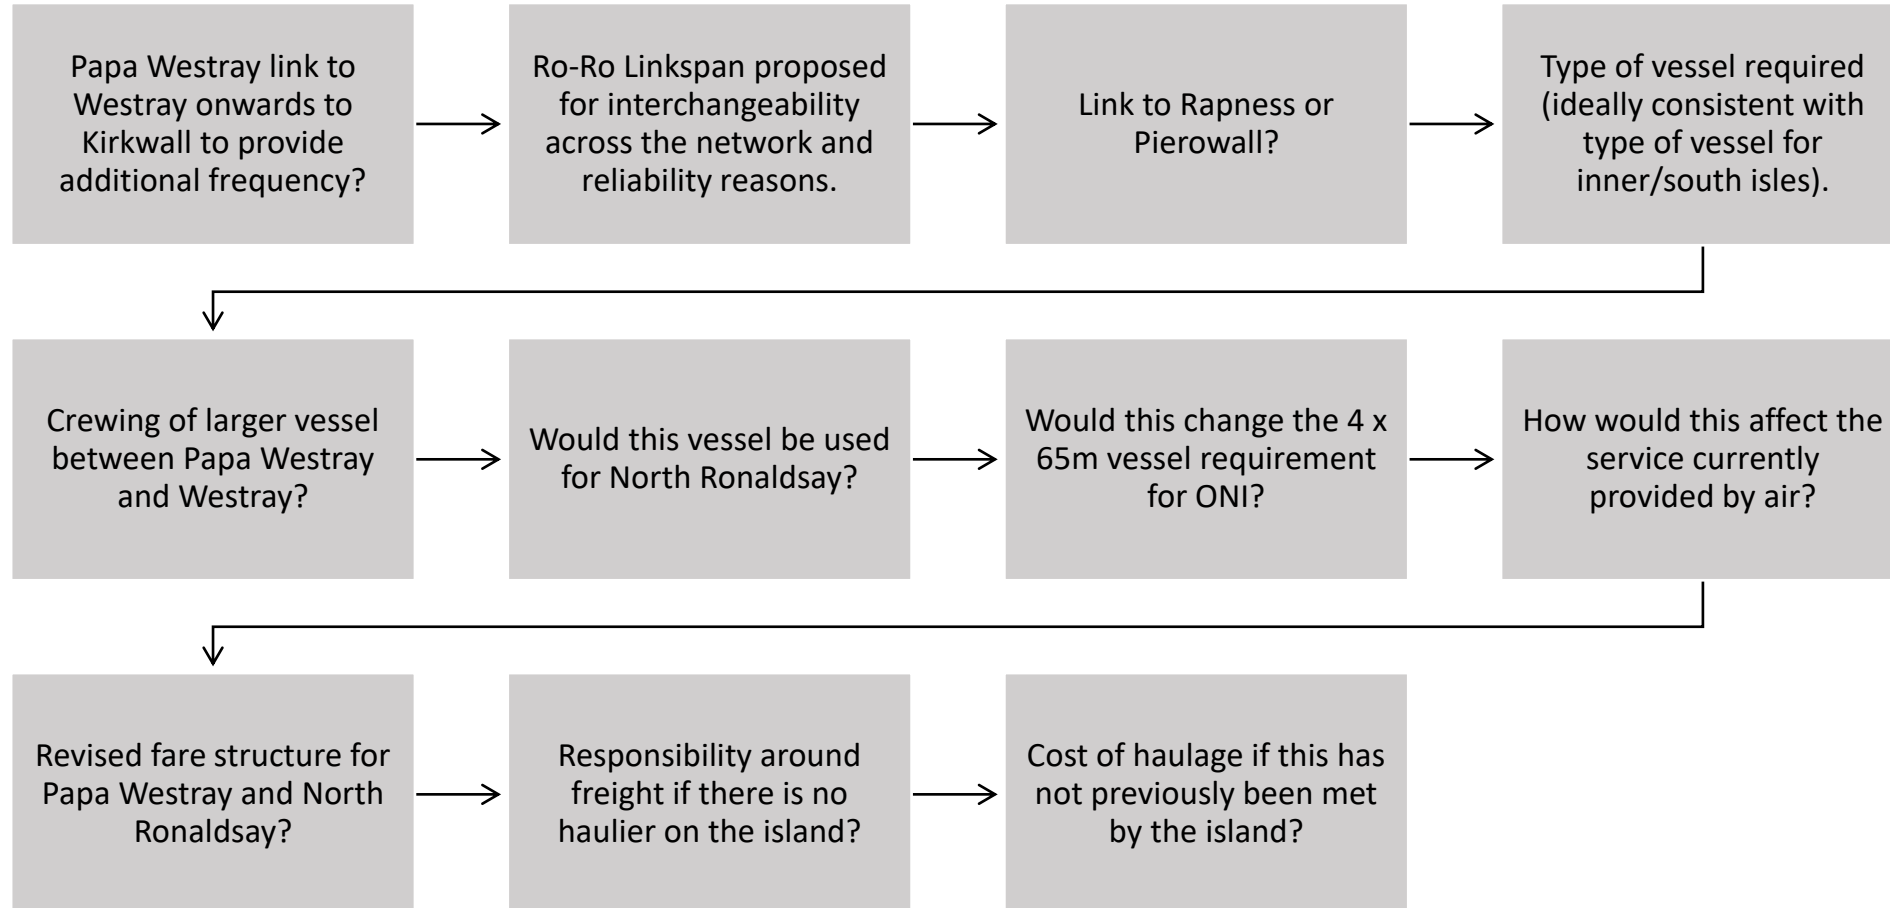 Papa Westray link to
Westray onwards to
Kirkwall to provide
additional frequency?
Ro-Ro Linkspan proposed
for interchangeability
across the network and
reliability reasons.
Link to Rapness or
Pierowall?
Type of vessel required
(ideally consistent with
type of vessel for
inner/south isles).
Crewing of larger vessel
between Papa Westray
and Westray?
Would this vessel be used
for North Ronaldsay?
Would this change the 4 x
65m vessel requirement
for ONI?
How would this affect the
service currently
provided by air?
Revised fare structure for
Papa Westray and North
Ronaldsay?
Responsibility around
freight if there is no
haulier on the island?
Cost of haulage if this has
not previously been met
by the island?